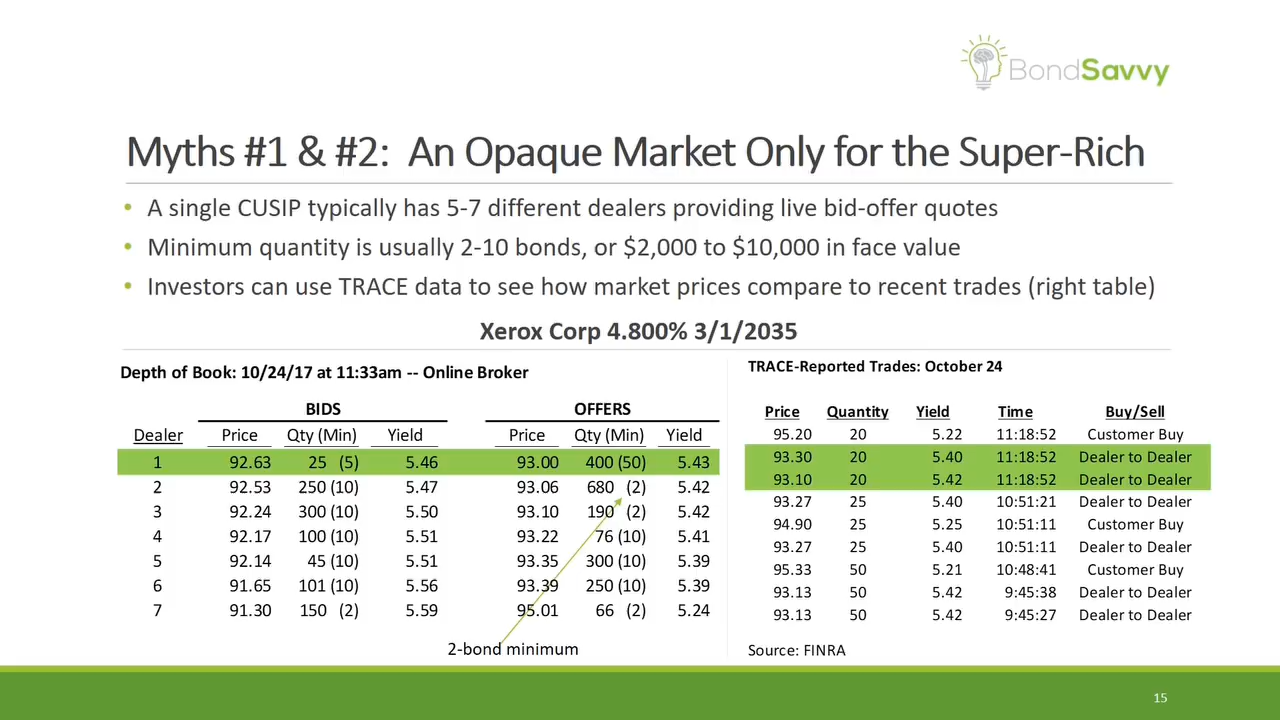 BondSavvy
Myths #1 & #2: An Opaque Market Only for the Super-Rich
• A single CUSIP typically has 5-7 different dealers providing live bid-offer quotes
• Minimum quantity is usually 2-10 bonds, or $2,000 to $10,000 in face value
• Investors can use TRACE data to see how market prices compare to recent trades (right table)
Xerox Corp 4.800% 3/1/2035
Depth of Book: 10/24/17 at 11:33am -- Online Broker
BIDS OFFERS
Dealer Price Qty (Min) Yield Price Qty (Min) Yield
1 92.63 25 (5) 5.46 93.00 400 (50) 5.43
2 92.53 250 (10) 5.47 93.06 680 (2) 5.42
3 92.24 300 (10) 5.50 93.10 190 (2) 5.42
4 92.17 100 (10) 5.51 93.22 76 (10) 5.41
5 92.14 45 (10) 5.51 93.35 300 (10) 5.39
6 91.65 101 (10) 5.56 93.39 250 (10) 5.39
7 91.30 150 (2) 5.59 95.01 66 (2) 5.24
2-bond minimum
TRACE-Reported Trades: October 24
Price Quantity Yield Time Buy/Sell
95.20 20 5.22 11:18:52 Customer Buy
93.30 20 5.40 11:18:52 Dealer to Dealer
93.10 20 5.42 11:18:52 Dealer to Dealer
93.27 25 5.40 10:51:21 Dealer to Dealer
94.90 25 5.25 10:51:11 Customer Buy
93.27 25 5.40 10:51:11 Dealer to Dealer
95.33 50 5.21 10:48:41 Customer Buy
93.13 50 5.42 9:45:38 Dealer to Dealer
93.13 50 5.42 9:45:27 Dealer to Dealer
Source: FINRA
15